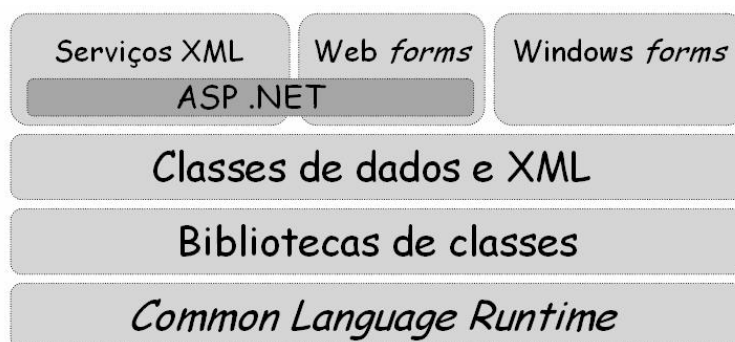 Serviços XML
Web forms
Windows forms
ASP .NET
Classes de dados e XML
Bibliotecas de classes
Common Language Runtime